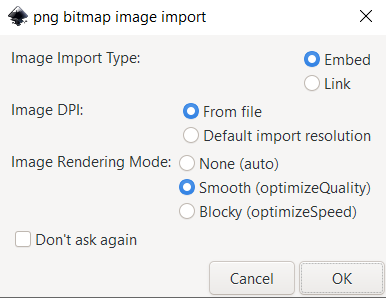 png bitmap image import
Image Import Type:
Embed
Link
Image DPI:
From file
Default import resolution
Image Rendering Mode:
None (auto)
Smooth (optimizeQuality)
Blocky (optimizeSpeed)
Don't ask again
Cancel
OK